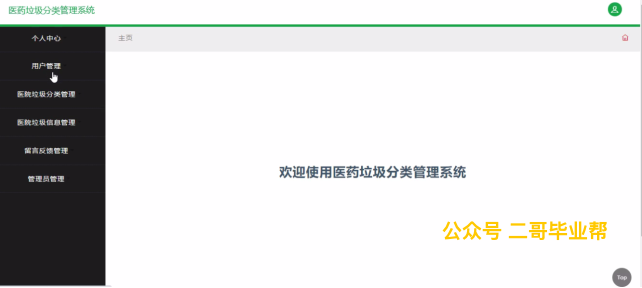 医药垃圾分类管理系统
个人中心
主页
用户管理
医院垃圾分类管理
医院垃圾信息管理
留言反馈管理
管理员管理
欢迎使用医药垃圾分类管理系统
公众号 二哥毕业帮
Top